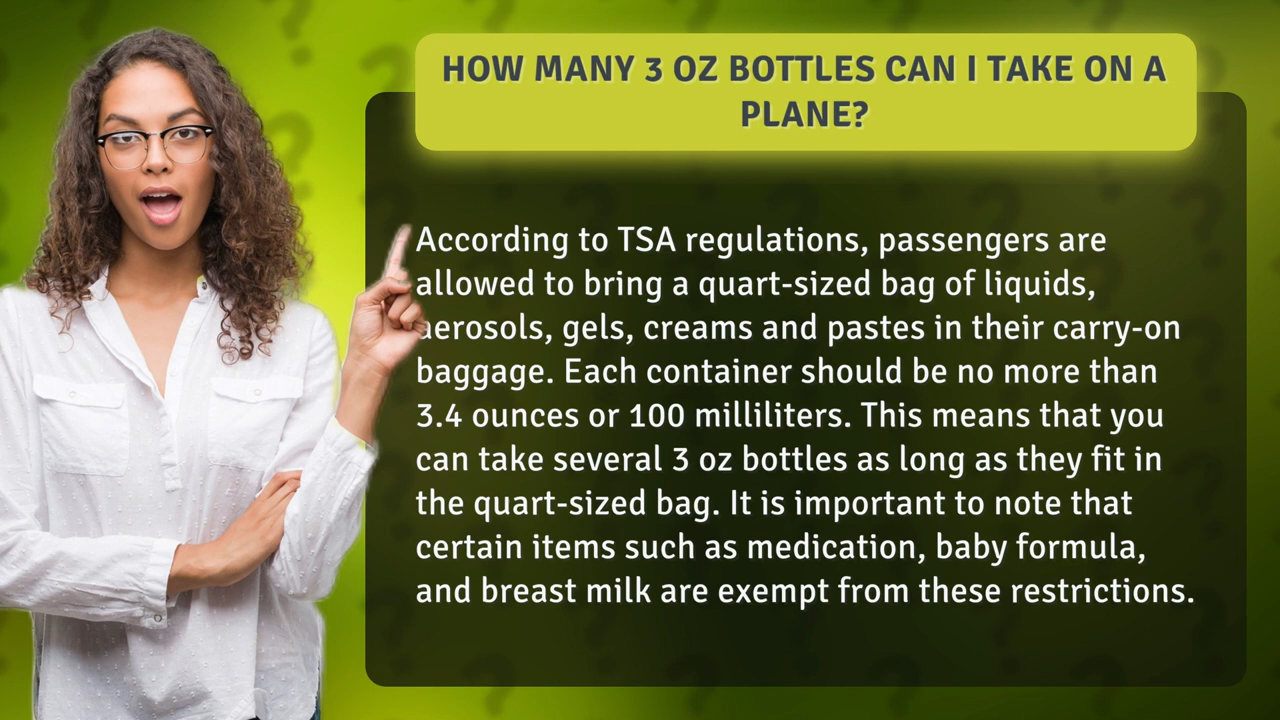 HOW MANY 3 OZ BOTTLES CAN I TAKE ON A
PLANE?
According to TSA regulations, passengers are
allowed to bring a quart-sized bag of liquids,
aerosols, gels, creams and pastes in their carry-on
baggage. Each container should be no more than
3.4 ounces or 100 milliliters. This means that you
can take several 3 oz bottles as long as they fit in
the quart-sized bag. It is important to note that
certain items such as medication, baby formula,
and breast milk are exempt from these restrictions.